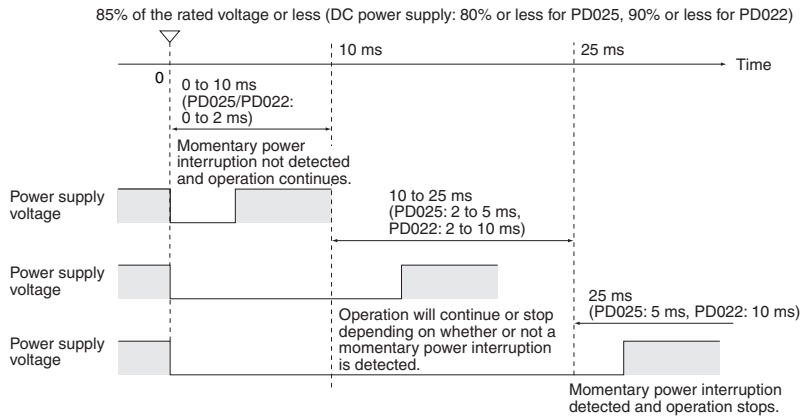 85% of the rated voltage or less (DC power supply: 80% or less for PD025, 90% or less for PD022)
10 ms
25 ms
Time
0
0 to 10 ms
(PD025/PD022:
0 to 2 ms)
Momentary power
interruption not detected
and operation continues.
Power supply
voltage
10 to 25 ms
(PD025: 2 to 5 ms,
PD022: 2 to 10 ms)
Power supply
voltage
Operation will continue or stop
depending on whether or not a
momentary power interruption
is detected.
25 ms
(PD025: 5 ms, PD022: 10 ms)
Power supply
voltage
Momentary power interruption
detected and operation stops.